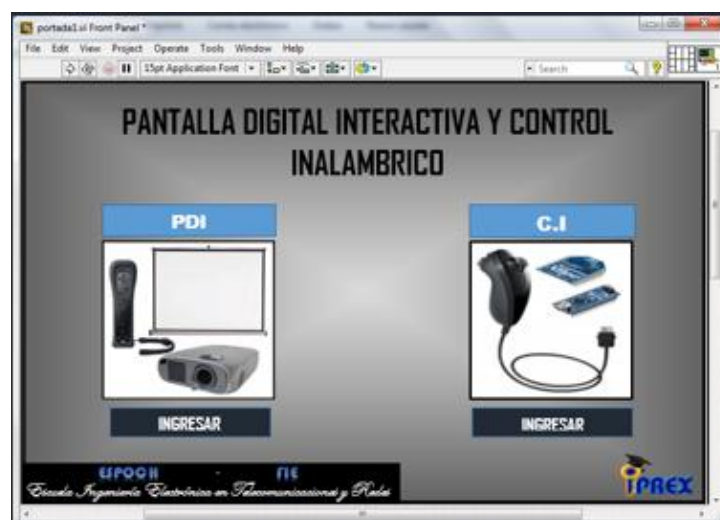 portada1.vi Front Panel *
File Edit View Project Operate Tools Window Help
15pt Application Font
Search
PANTALLA DIGITAL INTERACTIVA Y CONTROL
INALAMBRICO
PDI
C.I
INGRESAR
INGRESAR
ESPOCH - FIE
Escuela Ingeniería Electrónica en Telecomunicaciones y Redes
iPREX